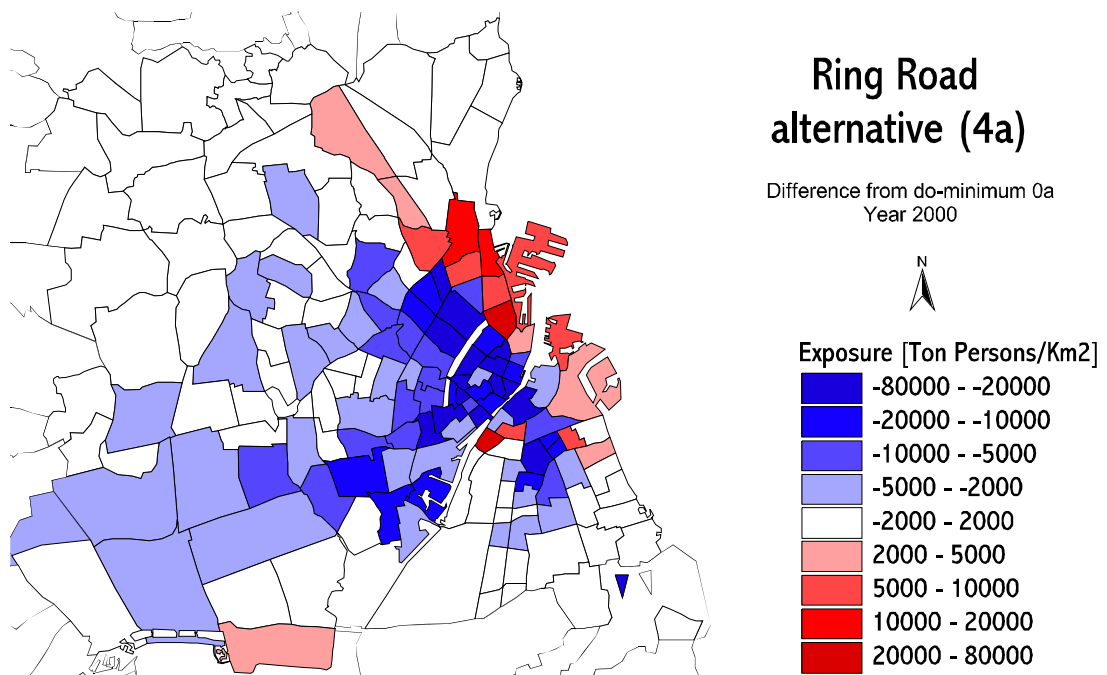 Ring Road
alternative (4a)
Difference from do-minimum 0a
Year 2000
N
Exposure [Ton Persons/Km2]
-80000 - -20000
-20000 - -10000
-10000 - -5000
-5000 - -2000
-2000 - 2000
2000 - 5000
5000 - 10000
10000 - 20000
20000 - 80000